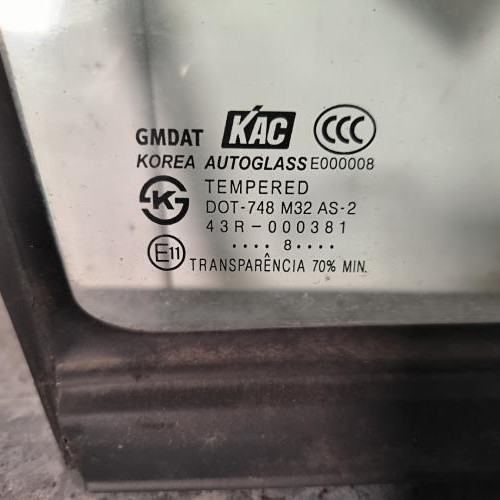 GMDAT KAC CCC
KOREA AUTOGLASS E000008
K TEMPERED
DOT-748 M32 AS-2
43R-000381
.... 8....
E11 TRANSPARÊNCIA 70% MIN.